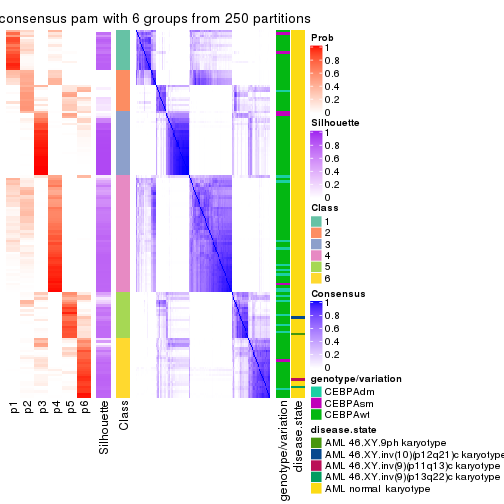 consensus pam with 6 groups from 250 partitions
Prob
1
0.8
0.6
0.4
0.2
0
Silhouette
1
0.8
0.6
0.4
0.2
0
Class
1
2
3
4
5
6
Consensus
1
0.8
0.6
0.4
0.2
0
genotype/variation
CEBPAdm
CEBPAsm
CEBPAwt
disease.state
AML 46.XY.9ph karyotype
AML 46.XY,inv(10)(p12q21)c karyotype
AML 46.XY,inv(9)(p11q13)c karyotype
AML 46.XY,inv(9)(p13q22)c karyotype
AML normal karyotype
p1
p2
p3
p4
p5
p6
Silhouette
Class
genotype/variation
disease.state